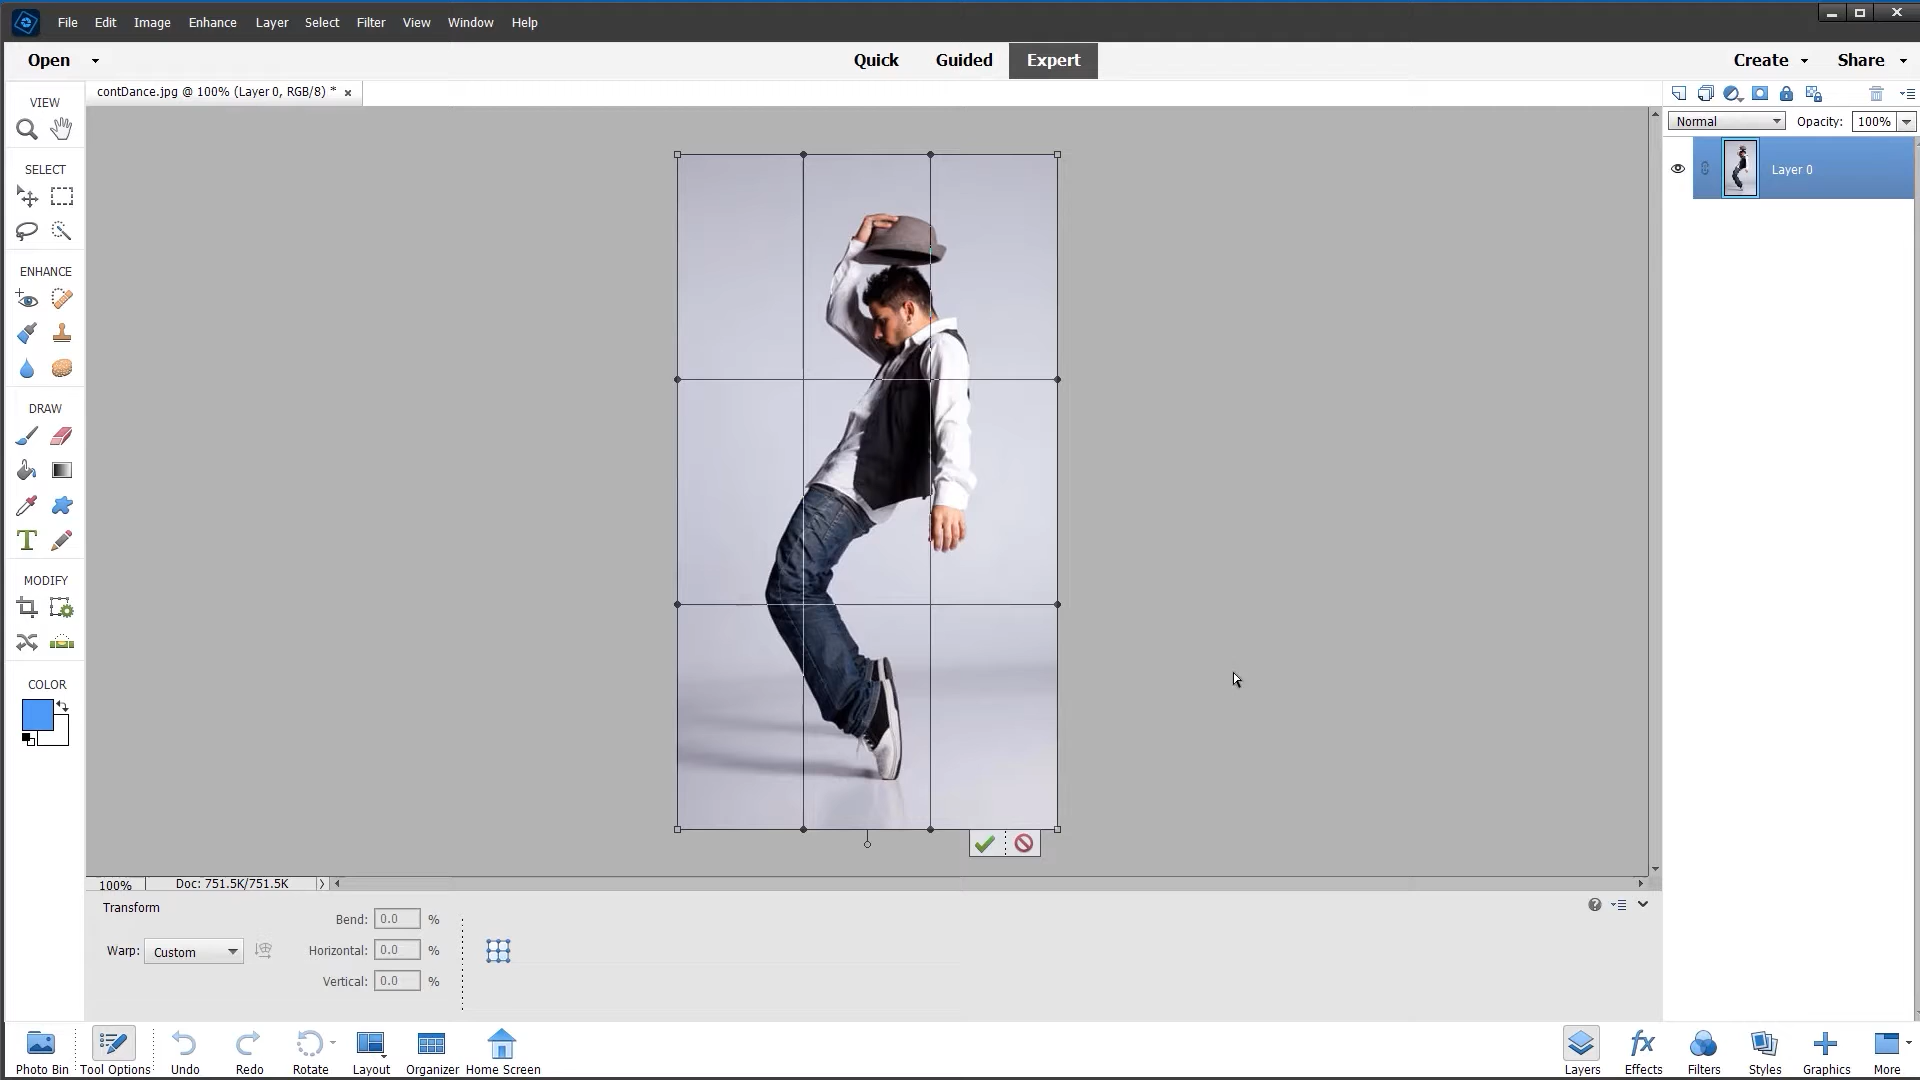 File Edit Image Enhance Layer Select Filter View Window Help
Open Quick Guided Expert Create Share
contDance.jpg @ 100% (Layer 0, RGB/8) * ×
VIEW
SELECT
ENHANCE
DRAW
T
MODIFY
COLOR
Normal Opacity: 100%
Layer 0
100% Doc: 751.5K/751.5K
Transform
Warp: Custom
Bend: 0.0 %
Horizontal: 0.0 %
Vertical: 0.0 %
Photo Bin Tool Options Undo Redo Rotate Layout Organizer Home Screen
fx
Layers Effects Filters Styles Graphics More